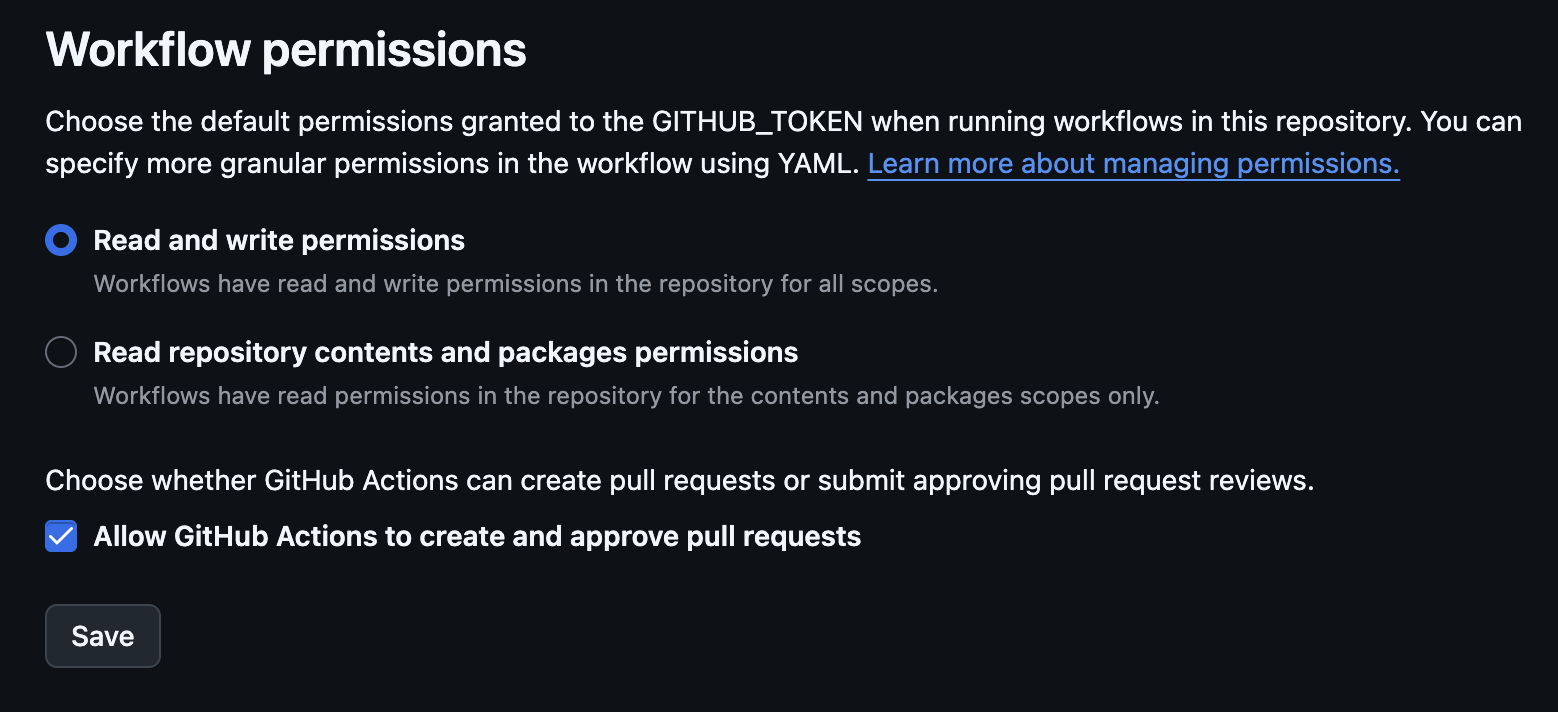 Workflow permissions
Choose the default permissions granted to the GITHUB_TOKEN when running workflows in this repository. You can
specify more granular permissions in the workflow using YAML. Learn more about managing permissions.
Read and write permissions
Workflows have read and write permissions in the repository for all scopes.
Read repository contents and packages permissions
Workflows have read permissions in the repository for the contents and packages scopes only.
Choose whether GitHub Actions can create pull requests or submit approving pull request reviews.
Allow GitHub Actions to create and approve pull requests
Save